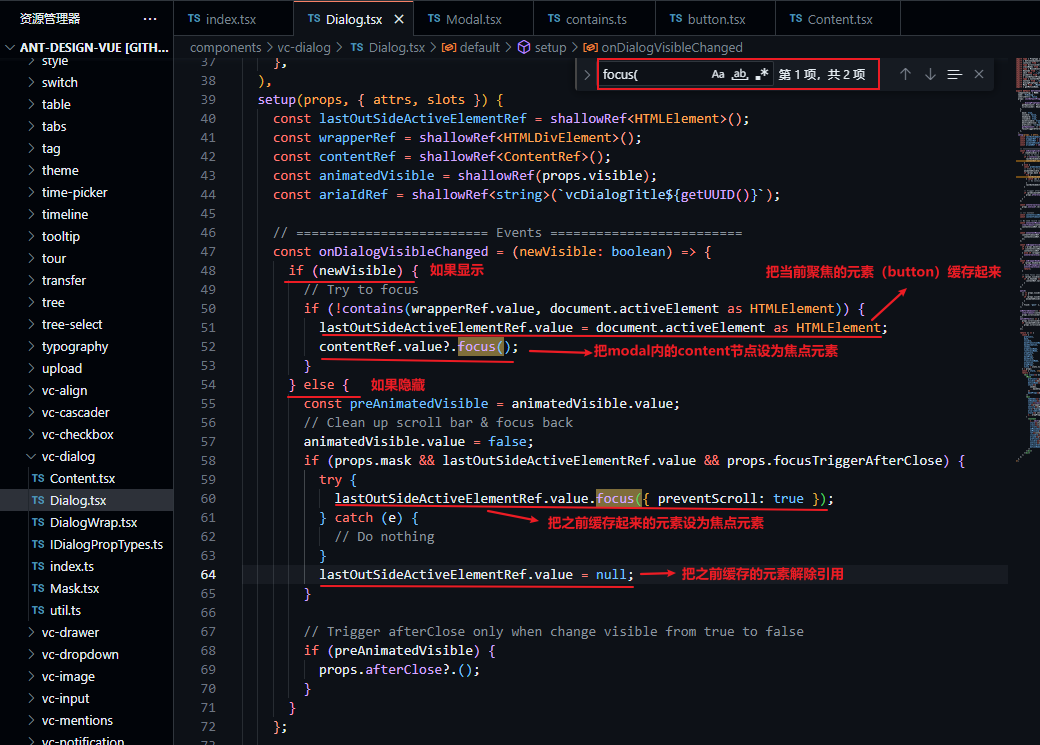 资源管理器
···
TS index.tsx
TS Dialog.tsx
TS Modal.tsx
TS contains.ts
TS button.tsx
TS Content.tsx
ANT-DESIGN-VUE [GITH...
style
switch
table
tabs
tag
theme
time-picker
timeline
tooltip
tour
transfer
tree
tree-select
typography
upload
vc-align
vc-cascader
vc-checkbox
vc-dialog
TS Content.tsx
TS Dialog.tsx
TS DialogWrap.tsx
TS IDialogPropTypes.ts
TS index.ts
TS Mask.tsx
TS util.ts
vc-drawer
vc-dropdown
vc-image
vc-input
vc-mentions
vc-notification
components > vc-dialog > TS Dialog.tsx > default > setup > onDialogVisibleChanged
focus( Aa ab 第 1 项，共 2 项
37 },
38 ),
39 setup(props, { attrs, slots }) {
40 const lastOutSideActiveElementRef = shallowRef<HTMLElement>();
41 const wrapperRef = shallowRef<HTMLDivElement>();
42 const contentRef = shallowRef<ContentRef>();
43 const animatedVisible = shallowRef(props.visible);
44 const ariaIdRef = shallowRef<string>(`vcDialogTitle${getUUID()}`);
45
46 // ========================= Events =========================
47 const onDialogVisibleChanged = (newVisible: boolean) => {
48 if (newVisible) { 如果显示
把当前聚焦的元素（button）缓存起来
49 // Try to focus
50 if (!contains(wrapperRef.value, document.activeElement as HTMLElement)) {
51 lastOutSideActiveElementRef.value = document.activeElement as HTMLElement;
52 contentRef.value?.focus(); 把modal内的content节点设为焦点元素
53 }
54 } else { 如果隐藏
55 const preAnimatedVisible = animatedVisible.value;
56 // Clean up scroll bar & focus back
57 animatedVisible.value = false;
58 if (props.mask && lastOutSideActiveElementRef.value && props.focusTriggerAfterClose) {
59 try {
60 lastOutSideActiveElementRef.value.focus({ preventScroll: true });
61 } catch (e) { 把之前缓存起来的元素设为焦点元素
62 // Do nothing
63 }
64 lastOutSideActiveElementRef.value = null; 把之前缓存的元素解除引用
65 }
66
67 // Trigger afterClose only when change visible from true to false
68 if (preAnimatedVisible) {
69 props.afterClose?.();
70 }
71 }
72 };